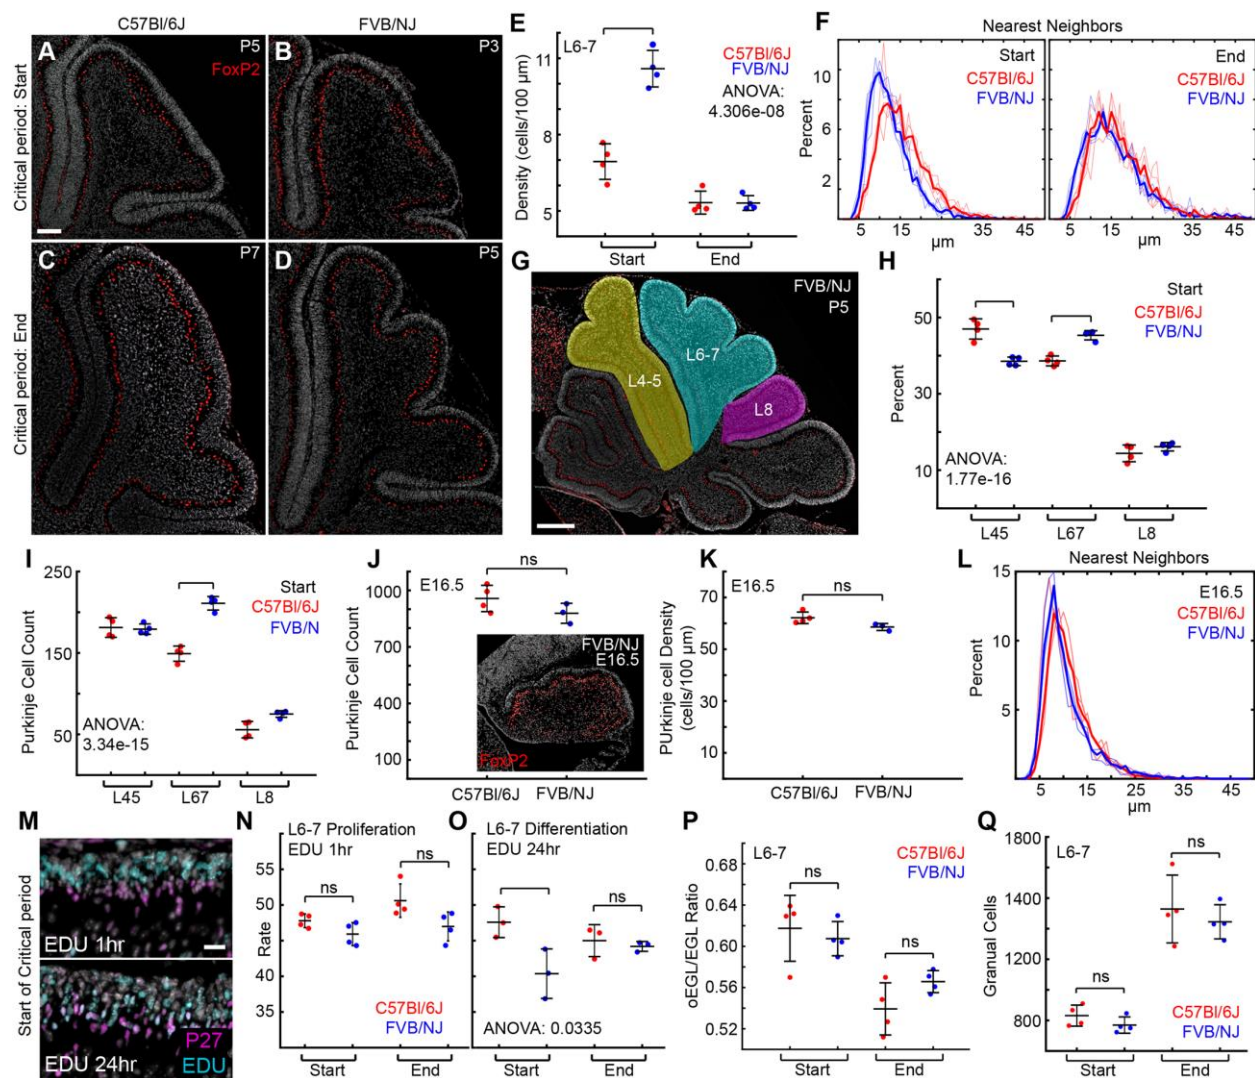 C57Bl/6J
FVB/NJ
Critical period: Start
A
P5
FoxP2
B
P3
Critical period: End
C
P7
D
P5
E
L6-7
C57Bl/6J
FVB/NJ
ANOVA:
4.306e-08
Density (cells/100 µm)
11
9
7
5
Start
End
F
Nearest Neighbors
Start
C57Bl/6J
FVB/NJ
End
C57Bl/6J
FVB/NJ
Percent
10
8
6
4
2
5 15 25 35 45
µm
5 15 25 35 45
µm
G
FVB/NJ
P5
L4-5
L6-7
L8
H
Start
C57Bl/6J
FVB/NJ
Percent
50
30
10
ANOVA:
1.77e-16
L45
L67
L8
I
Start
C57Bl/6J
FVB/N
Purkinje Cell Count
250
150
50
ANOVA:
3.34e-15
L45
L67
L8
J
ns
E16.5
Purkinje Cell Count
1000
900
700
500
400
300
100
FVB/NJ
E16.5
FoxP2
C57Bl/6J
FVB/NJ
K
E16.5
ns
PUrkinje cell Density
(cells/100 µm)
70
50
30
10
C57Bl/6J
FVB/NJ
L
Nearest Neighbors
E16.5
C57Bl/6J
FVB/NJ
Percent
15
10
5
5 15 25 35 45
µm
Start of Critical period
M
EDU 1hr
EDU 24hr
P27
EDU
N
L6-7 Proliferation
EDU 1hr
ns
ns
Rate
55
50
45
40
35
C57Bl/6J
FVB/NJ
Start
End
O
L6-7 Differentiation
EDU 24hr
ns
ANOVA: 0.0335
Start
End
P
L6-7
C57Bl/6J
FVB/NJ
ns
ns
oEGL/EGL Ratio
0.68
0.64
0.60
0.56
0.52
Start
End
Q
L6-7
ns
ns
Granual Cells
1800
1600
1400
1200
1000
800
C57Bl/6J
FVB/NJ
Start
End